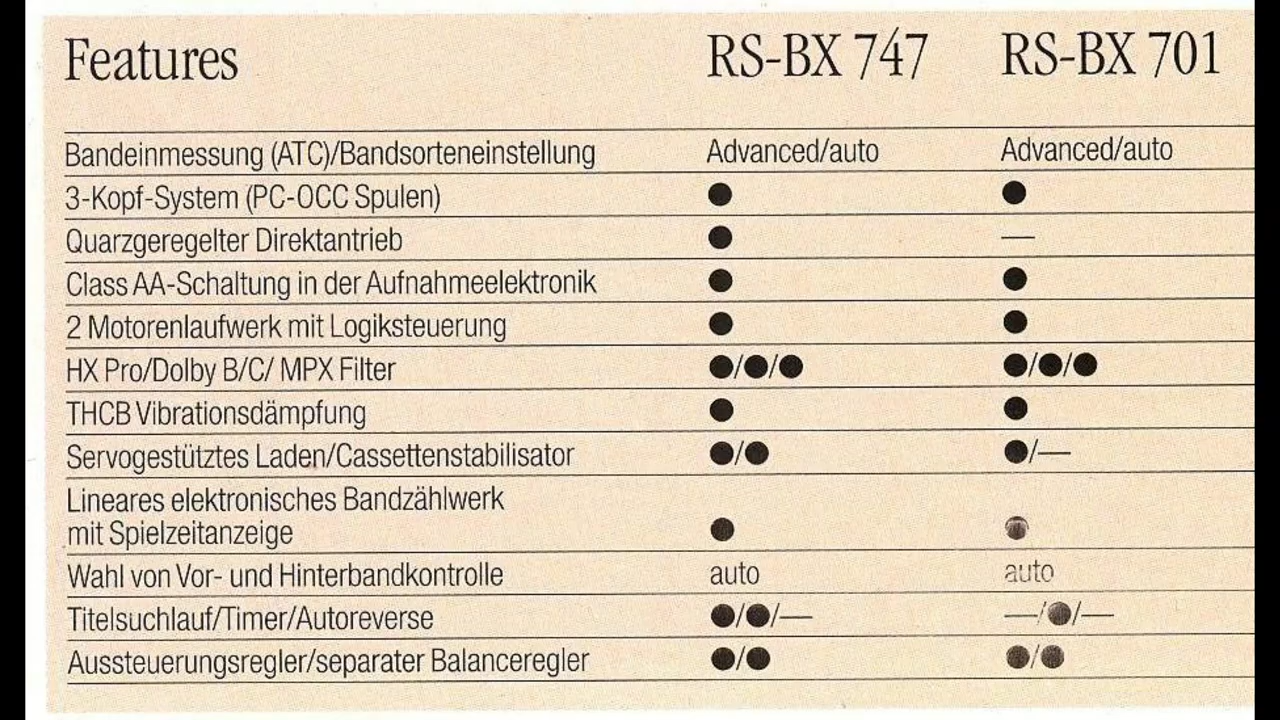 Features RS-BX 747 RS-BX 701
Bandeinmessung (ATC)/Bandsorteneinstellung Advanced/auto Advanced/auto
3-Kopf-System (PC-OCC Spulen) ● ●
Quarzgeregelter Direktantrieb ● —
Class AA-Schaltung in der Aufnahmeelektronik ● ●
2 Motorenlaufwerk mit Logiksteuerung ● ●
HX Pro/Dolby B/C/ MPX Filter ●/●/● ●/●/●
THCB Vibrationsdämpfung ● ●
Servogestütztes Laden/Cassettenstabilisator ●/● ●/—
Lineares elektronisches Bandzählwerk
mit Spielzeitanzeige ● ●
Wahl von Vor- und Hinterbandkontrolle auto auto
Titelsuchlauf/Timer/Autoreverse ●/●/— —/●/—
Aussteuerungsregler/separater Balanceregler ●/● ●/●